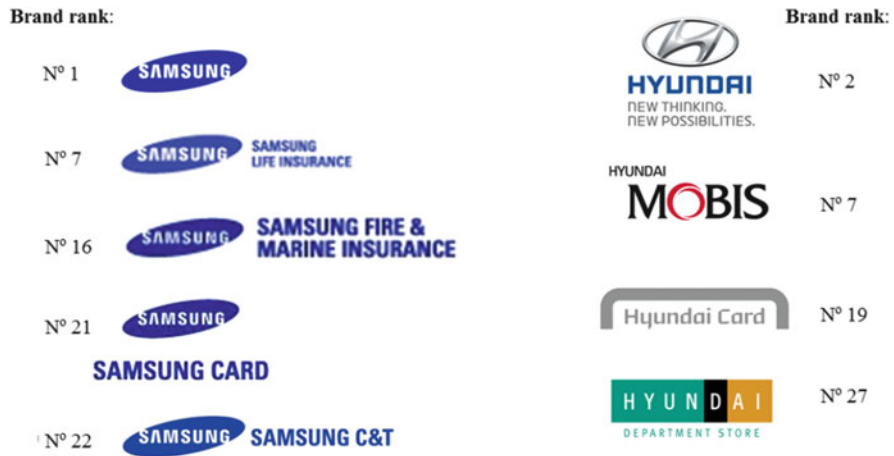 Brand rank:
Nº 1
SAMSUNG
Nº 7
SAMSUNG
SAMSUNG
LIFE INSURANCE
Nº 16
SAMSUNG
SAMSUNG FIRE &
MARINE INSURANCE
Nº 21
SAMSUNG
SAMSUNG CARD
Nº 22
SAMSUNG
SAMSUNG C&T
Brand rank:
HYUNDAI
NEW THINKING.
NEW POSSIBILITIES.
Nº 2
HYUNDAI
MOBIS
Nº 7
Hyundai Card
Nº 19
HYUNDAI
DEPARTMENT STORE
Nº 27